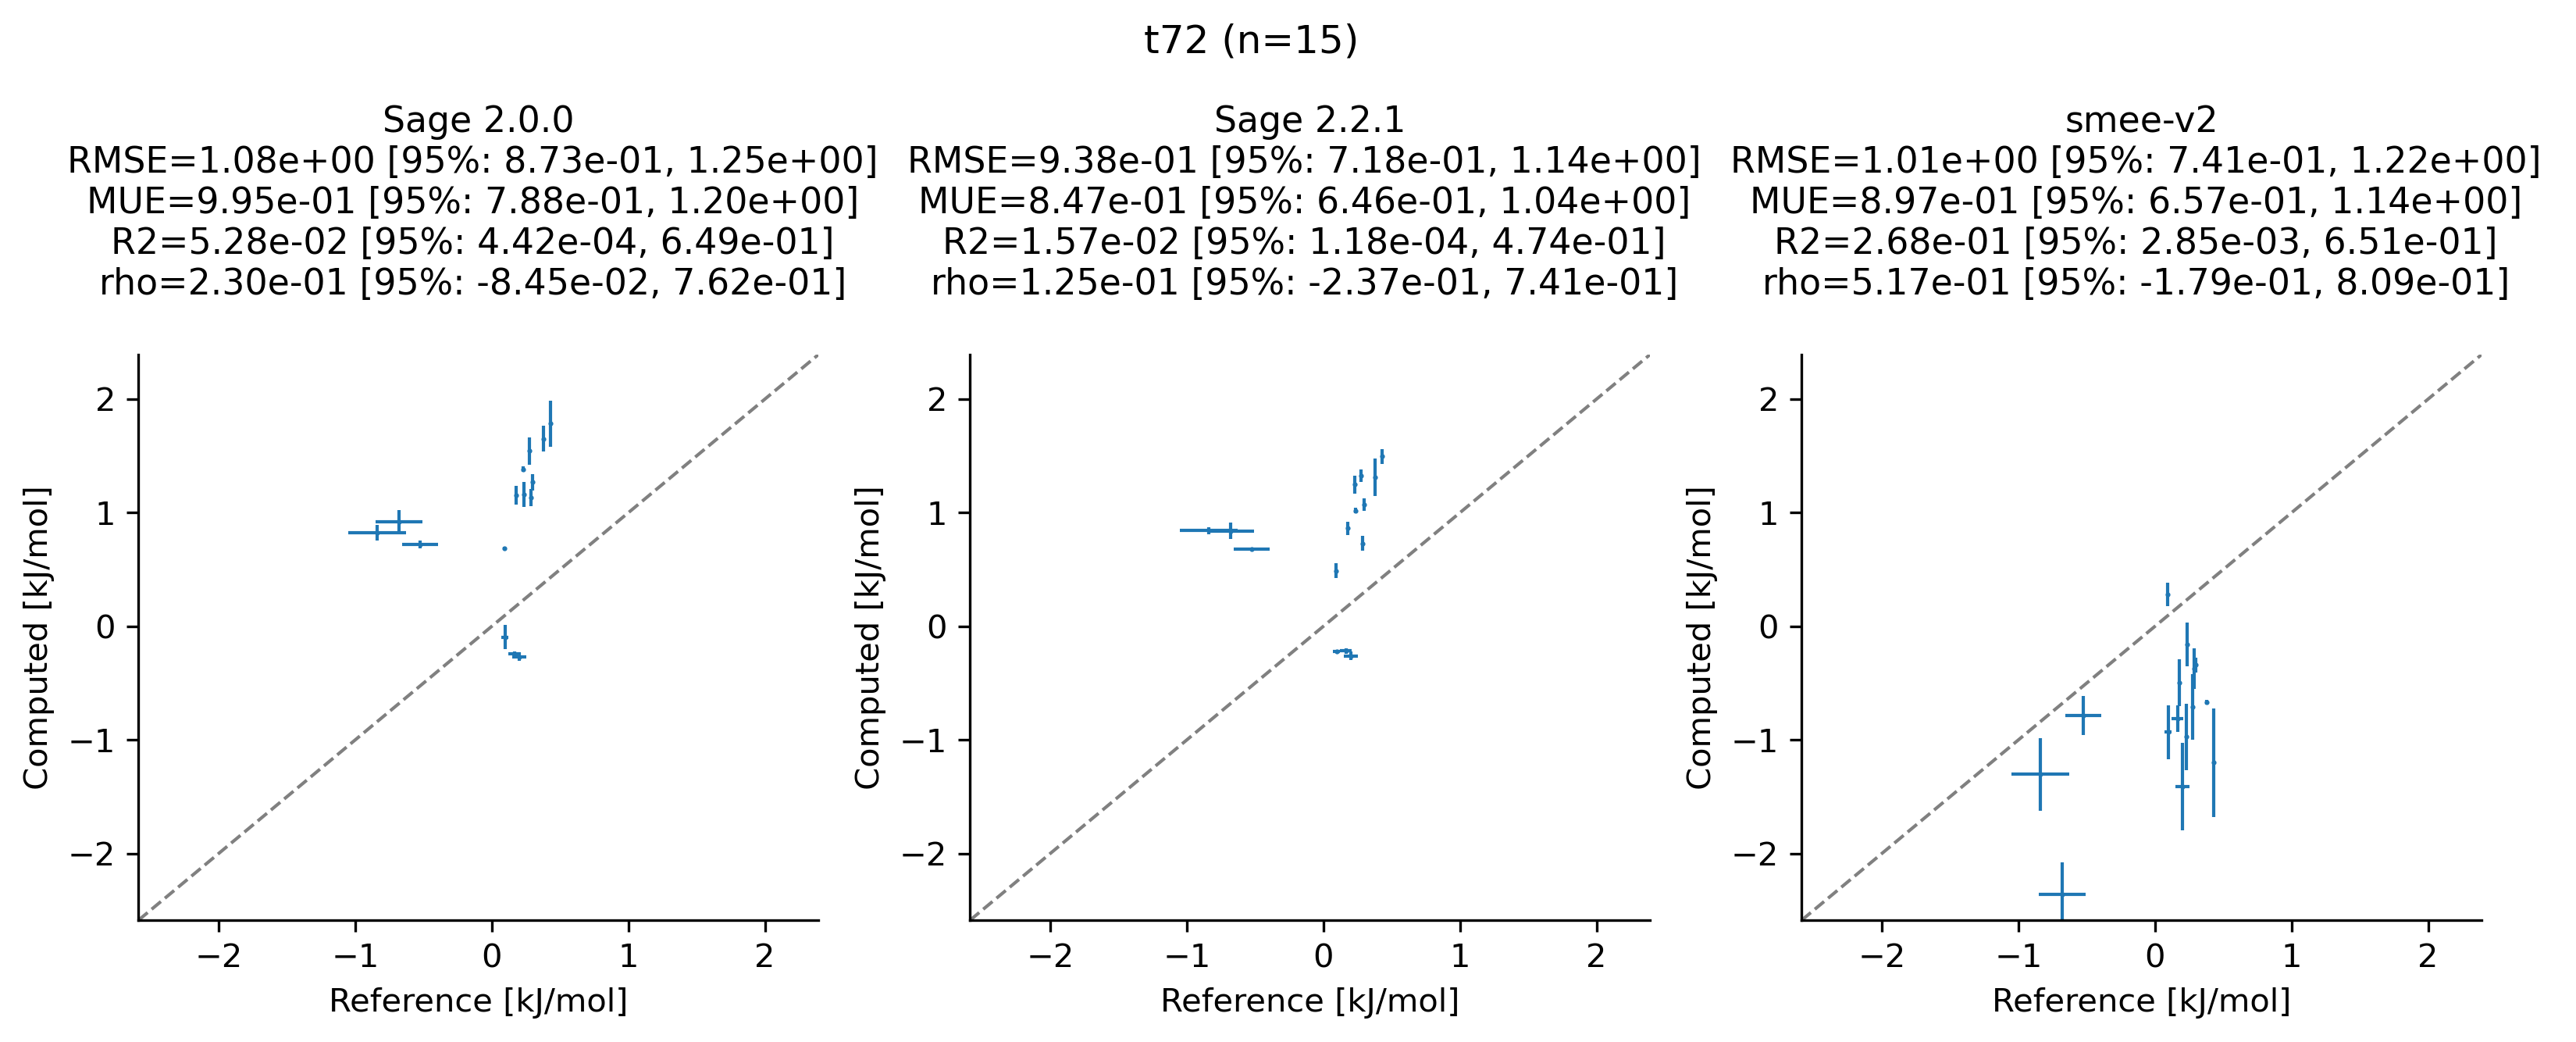 t72 (n=15)
Sage 2.0.0
RMSE=1.08e+00 [95%: 8.73e-01, 1.25e+00]
MUE=9.95e-01 [95%: 7.88e-01, 1.20e+00]
R2=5.28e-02 [95%: 4.42e-04, 6.49e-01]
rho=2.30e-01 [95%: -8.45e-02, 7.62e-01]
2
1
0
−1
−2
Computed [kJ/mol]
−2
−1
0
1
2
Reference [kJ/mol]
Sage 2.2.1
RMSE=9.38e-01 [95%: 7.18e-01, 1.14e+00]
MUE=8.47e-01 [95%: 6.46e-01, 1.04e+00]
R2=1.57e-02 [95%: 1.18e-04, 4.74e-01]
rho=1.25e-01 [95%: -2.37e-01, 7.41e-01]
2
1
0
−1
−2
Computed [kJ/mol]
−2
−1
0
1
2
Reference [kJ/mol]
smee-v2
RMSE=1.01e+00 [95%: 7.41e-01, 1.22e+00]
MUE=8.97e-01 [95%: 6.57e-01, 1.14e+00]
R2=2.68e-01 [95%: 2.85e-03, 6.51e-01]
rho=5.17e-01 [95%: -1.79e-01, 8.09e-01]
2
1
0
−1
−2
Computed [kJ/mol]
−2
−1
0
1
2
Reference [kJ/mol]